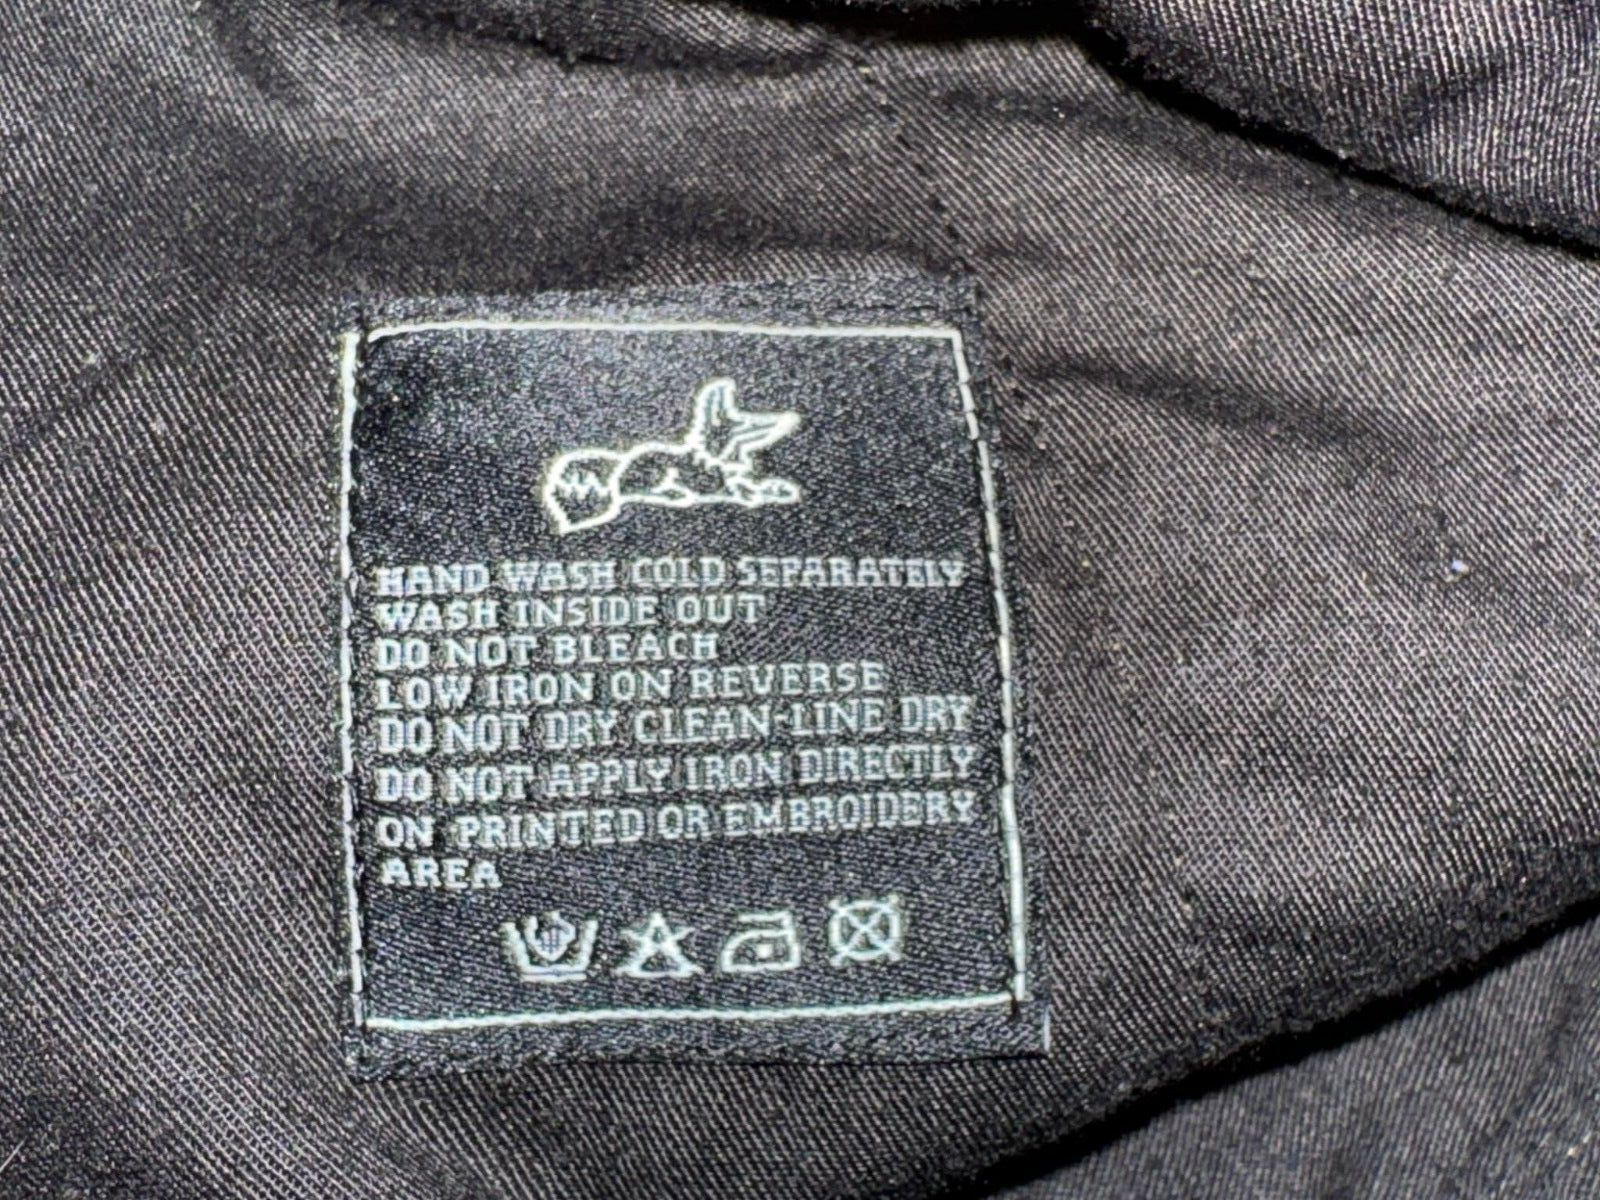 HAND WASH COLD SEPARATELY
WASH INSIDE OUT
DO NOT BLEACH
LOW IRON ON REVERSE
DO NOT DRY CLEAN-LINE DRY
DO NOT APPLY IRON DIRECTLY
ON PRINTED OR EMBROIDERY
AREA